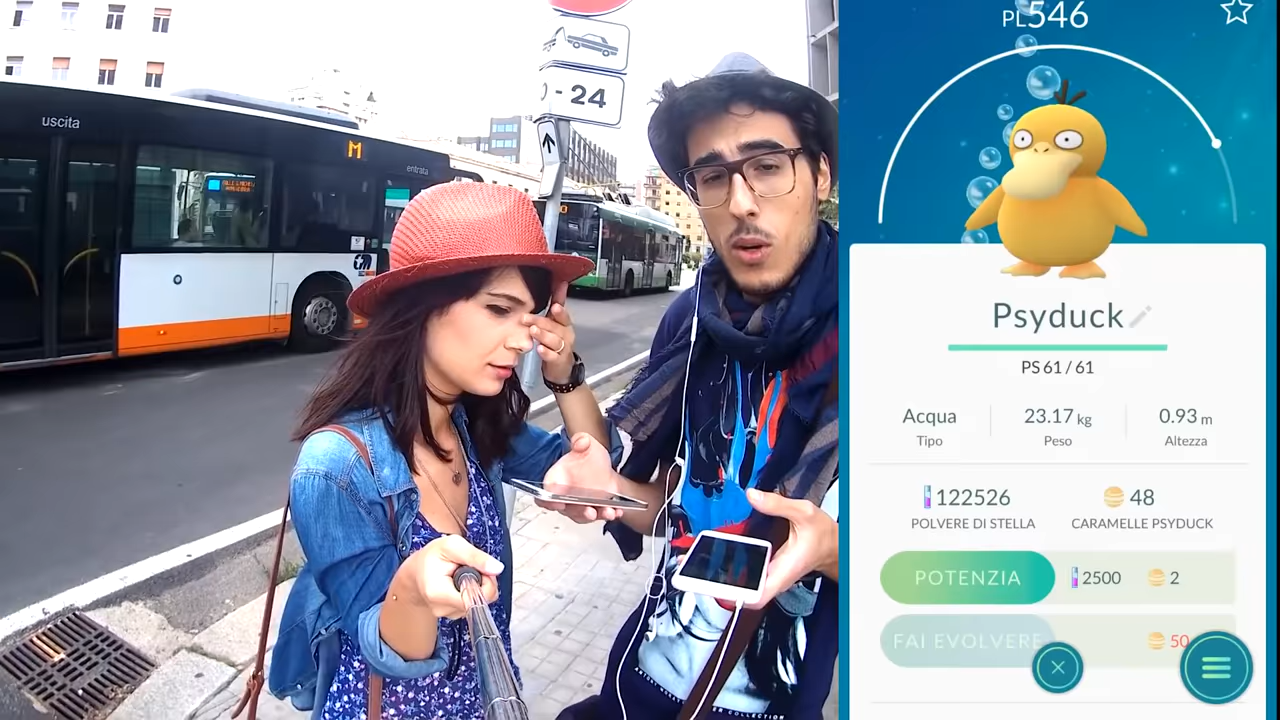 uscita
M
entrata
0-24
PL546
Psyduck
PS 61 / 61
Acqua
Tipo
23.17 kg
Peso
0.93 m
Altezza
122526
POLVERE DI STELLA
48
CARAMELLE PSYDUCK
POTENZIA
2500
2
FAI EVOLVERE
50